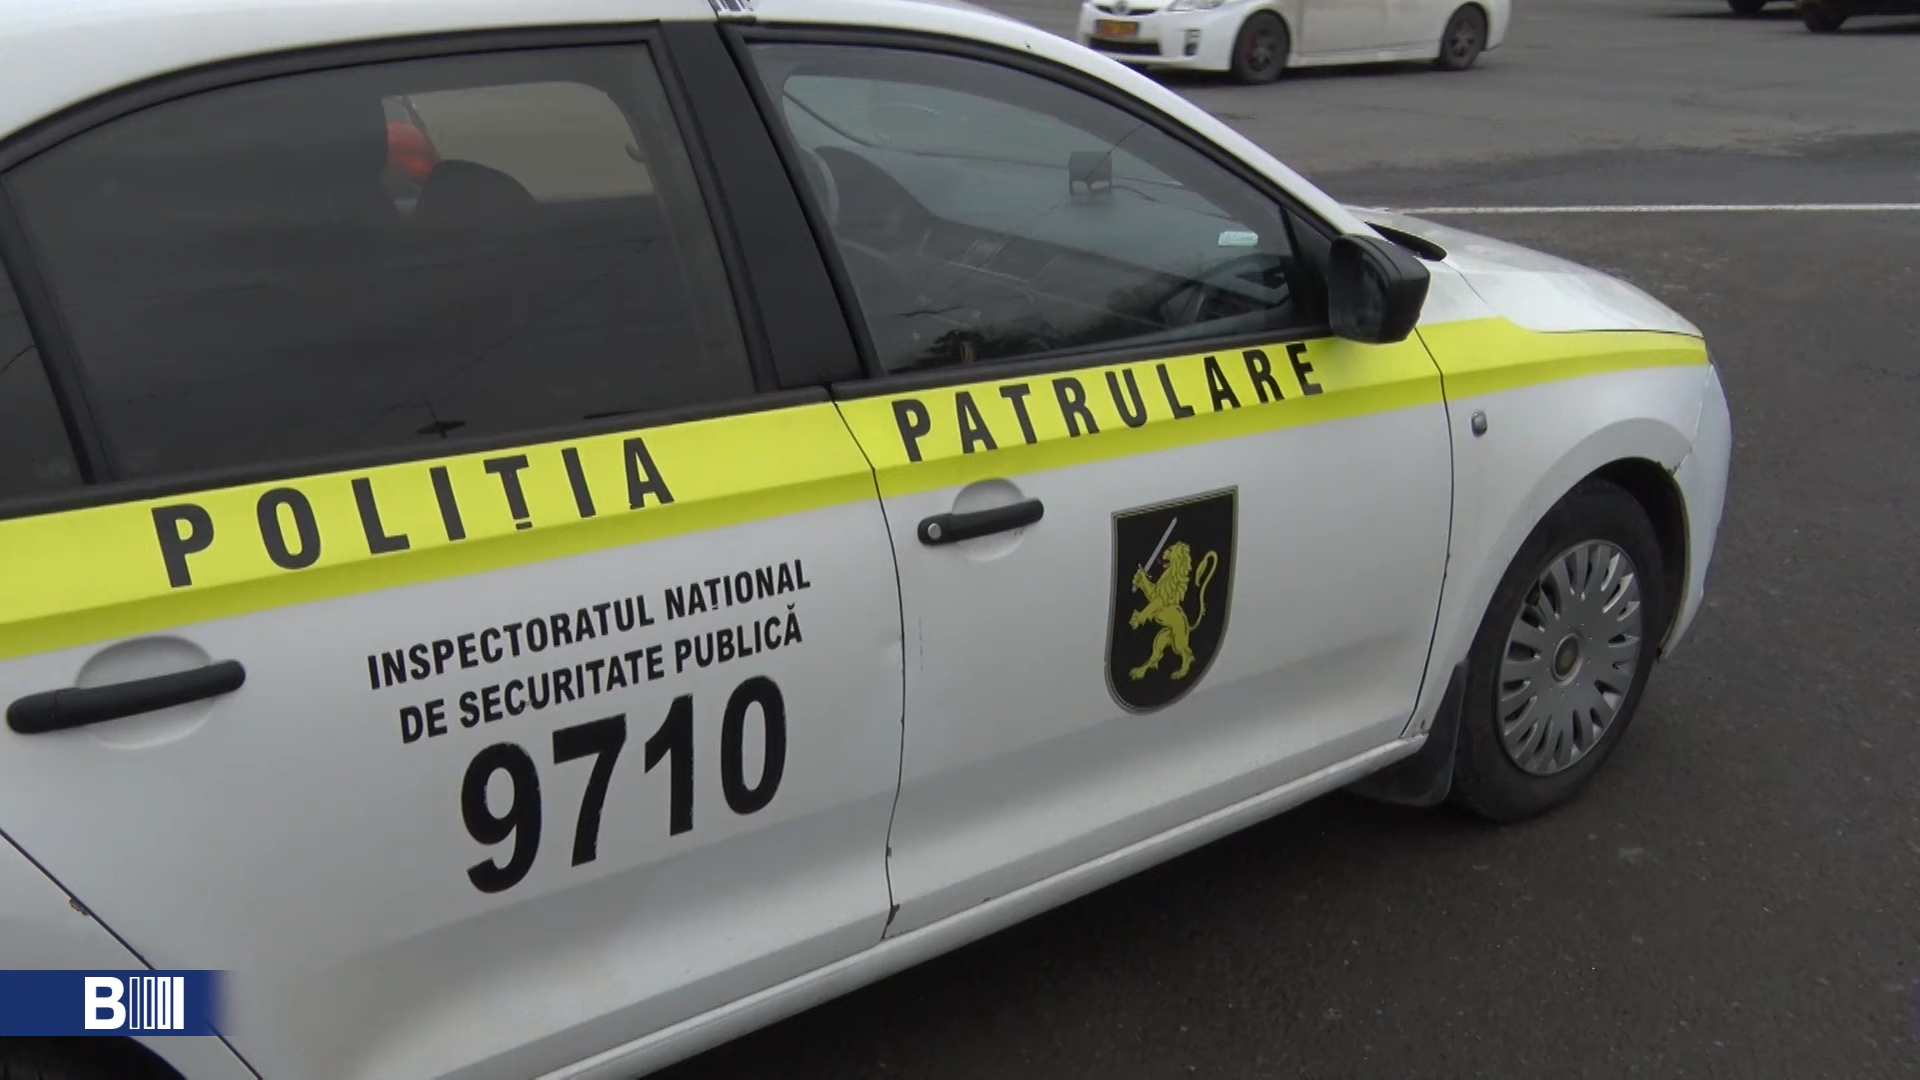 POLIȚIA PATRULARE
INSPECTORATUL NAȚIONAL
DE SECURITATE PUBLICĂ
9710
B